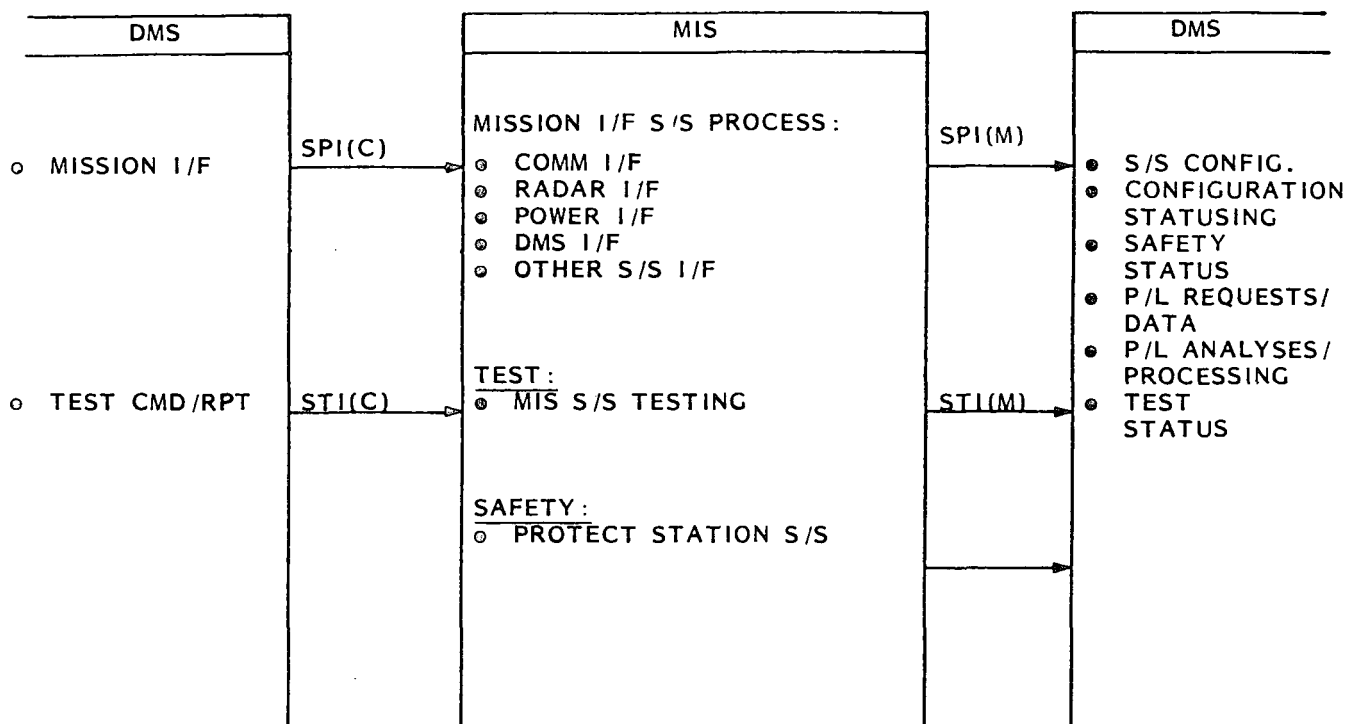 DMS
MIS
DMS
MISSION I/F S/S PROCESS:
SPI(C)
SPI(M)
MISSION I/F
COMM I/F
S/S CONFIG.
RADAR I/F
CONFIGURATION
POWER I/F
STATUSING
DMS I/F
SAFETY
OTHER S/S I/F
STATUS
P/L REQUESTS/
DATA
P/L ANALYSES/
TEST:
PROCESSING
TEST CMD/RPT
STI(C)
MIS S/S TESTING
STI(M)
TEST
STATUS
SAFETY:
PROTECT STATION S/S